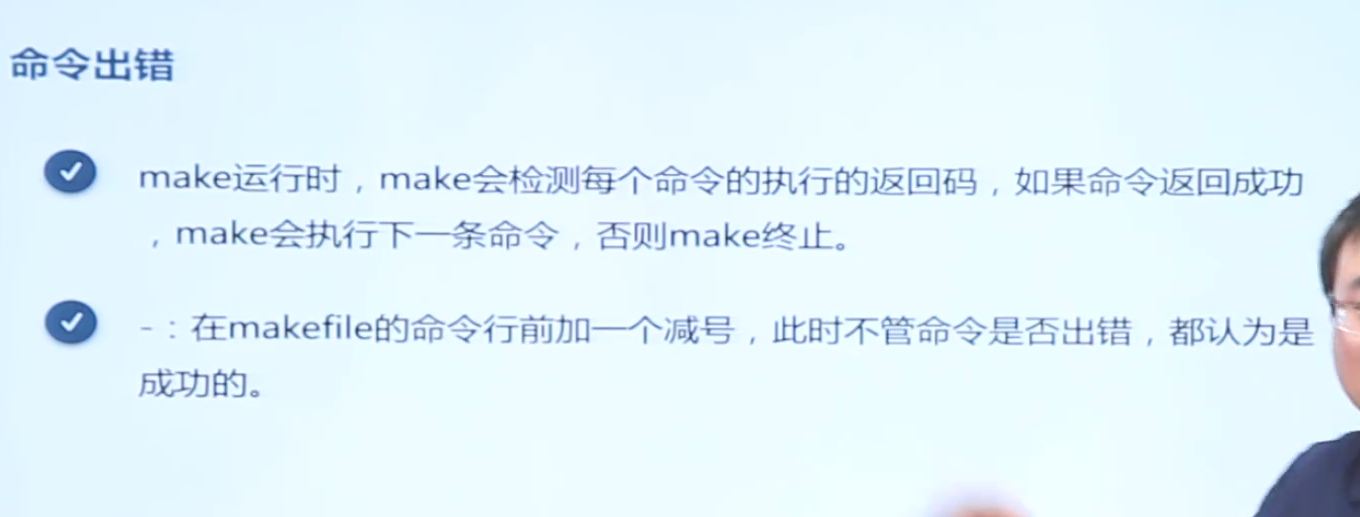 命令出错
make运行时，make会检测每个命令的执行的返回码，如果命令返回成功
，make会执行下一条命令，否则make终止。
-：在makefile的命令行前加一个减号，此时不管命令是否出错，都认为是
成功的。